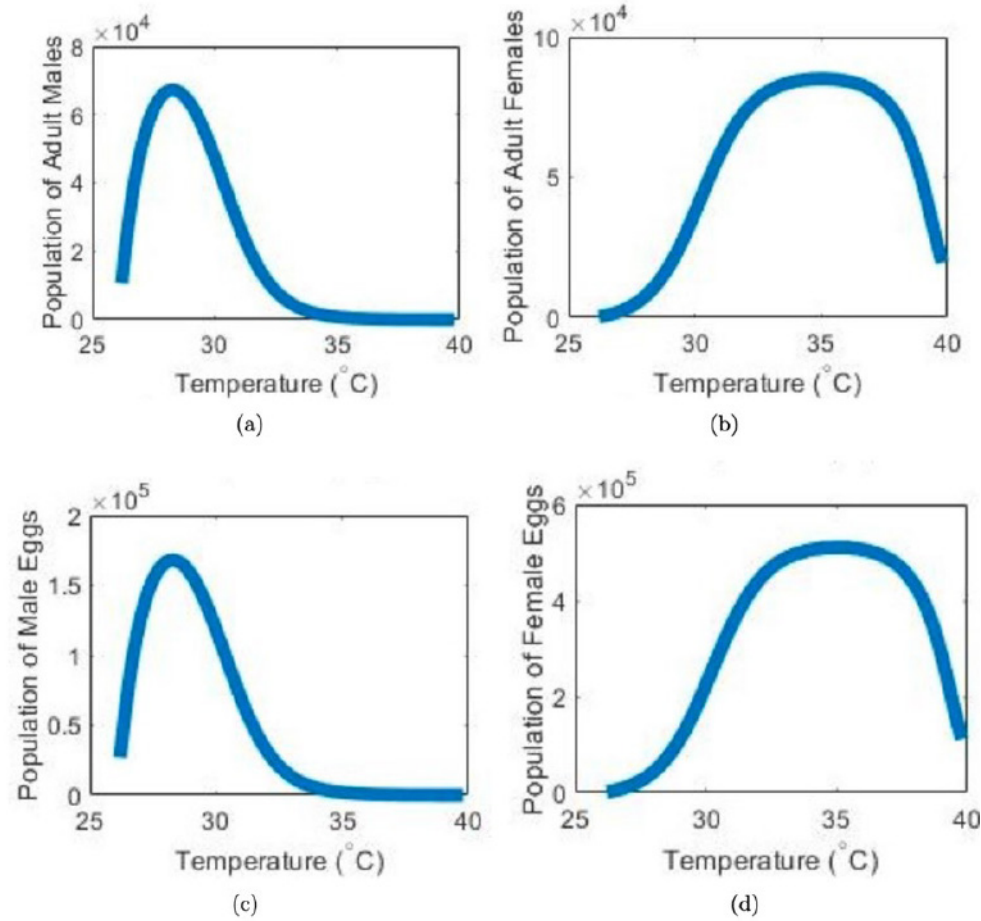 ×10⁴
Population of Adult Males
8
6
4
2
0
25 30 35 40
Temperature (°C)
(a)
×10⁴
Population of Adult Females
10
5
0
25 30 35 40
Temperature (°C)
(b)
×10⁵
Population of Male Eggs
2
1.5
1
0.5
0
25 30 35 40
Temperature (°C)
(c)
×10⁵
Population of Female Eggs
6
4
2
0
25 30 35 40
Temperature (°C)
(d)